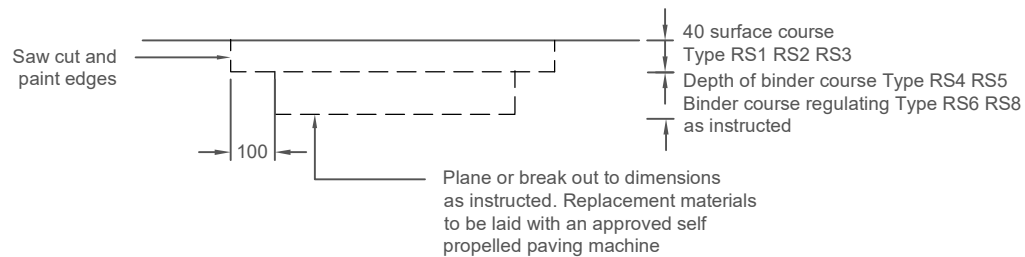 40 surface course
Type RS1 RS2 RS3
Saw cut and
paint edges
Depth of binder course Type RS4 RS5
Binder course regulating Type RS6 RS8
as instructed
100
Plane or break out to dimensions
as instructed. Replacement materials
to be laid with an approved self
propelled paving machine